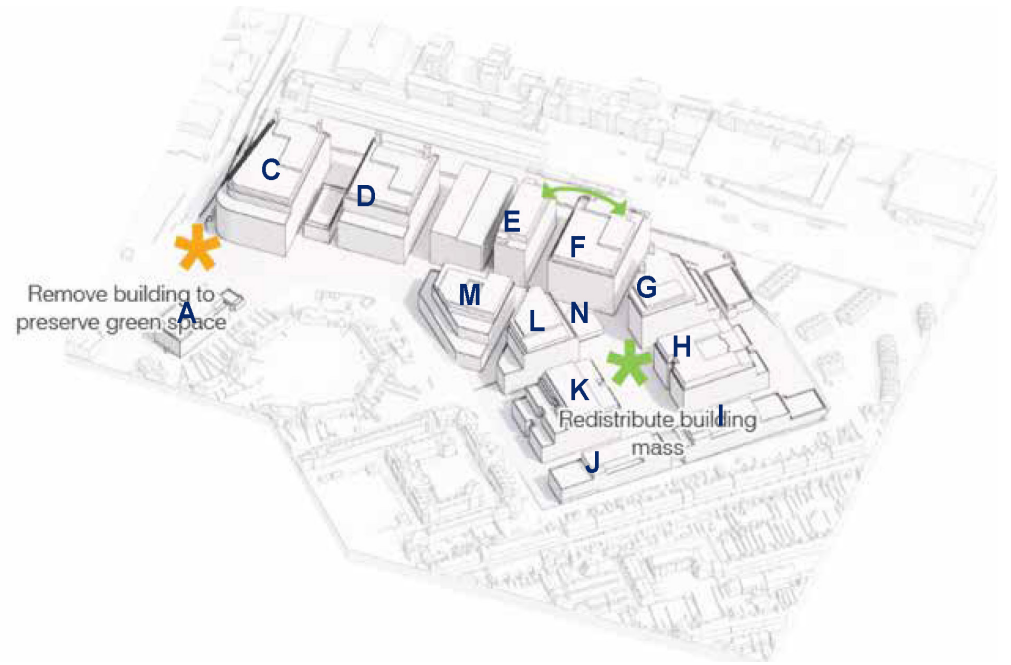 C
D
E
F
Remove building to
preserve green space
A
M
G
L
N
H
K
Redistribute building
mass
I
J